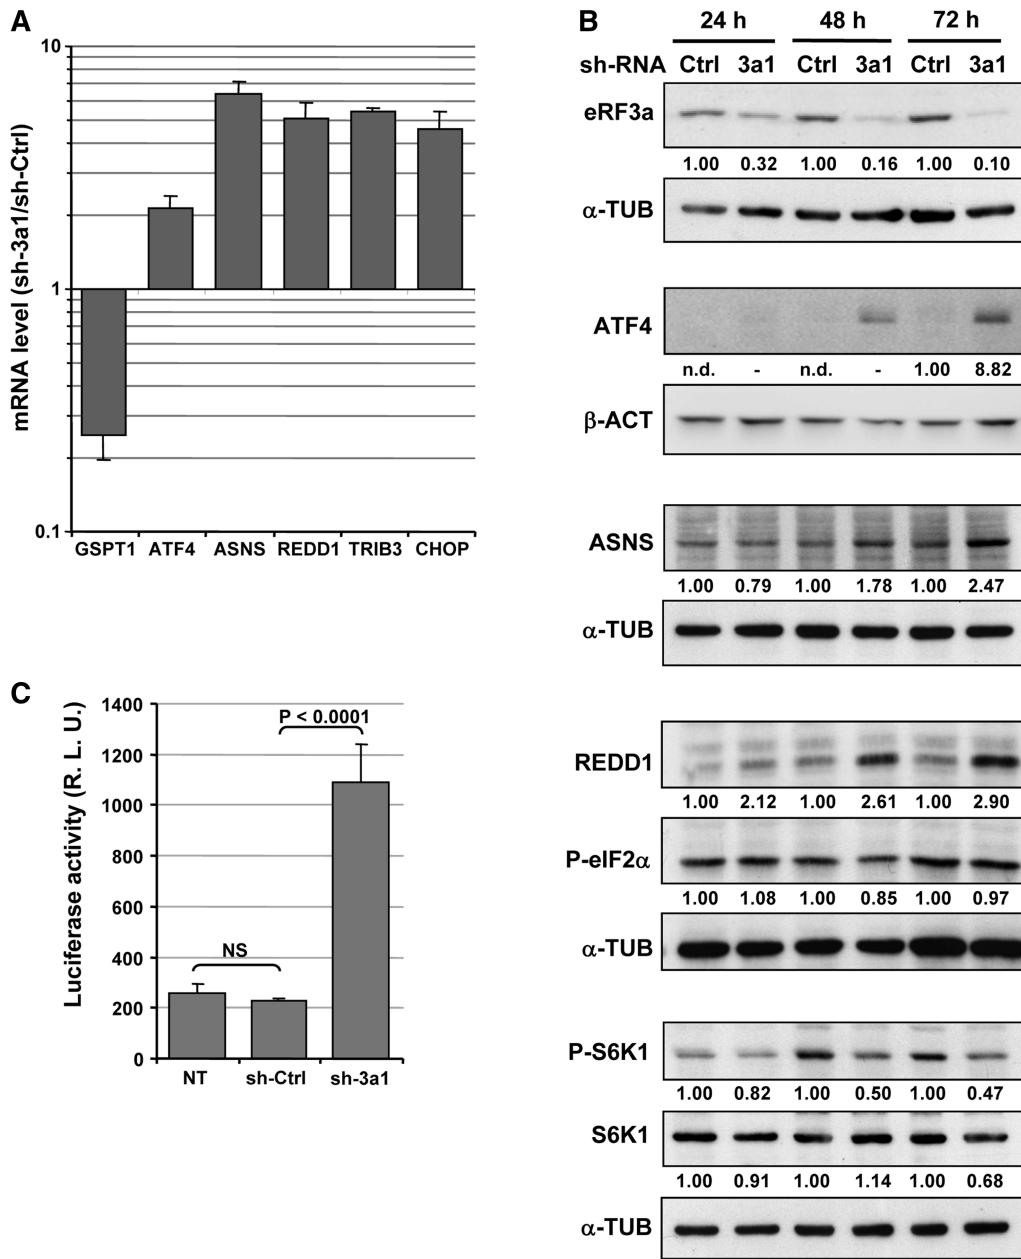 A
mRNA level (sh-3a1/sh-Ctrl)
10
1
0.1
GSPT1 ATF4 ASNS REDD1 TRIB3 CHOP
B
24 h 48 h 72 h
sh-RNA Ctrl 3a1 Ctrl 3a1 Ctrl 3a1
eRF3a
1.00 0.32 1.00 0.16 1.00 0.10
α-TUB
ATF4
n.d. - n.d. - 1.00 8.82
β-ACT
ASNS
1.00 0.79 1.00 1.78 1.00 2.47
α-TUB
REDD1
1.00 2.12 1.00 2.61 1.00 2.90
P-eIF2α
1.00 1.08 1.00 0.85 1.00 0.97
α-TUB
P-S6K1
1.00 0.82 1.00 0.50 1.00 0.47
S6K1
1.00 0.91 1.00 1.14 1.00 0.68
α-TUB
C
Luciferase activity (R. L. U.)
1400
1200
1000
800
600
400
200
0
P < 0.0001
NS
NT sh-Ctrl sh-3a1